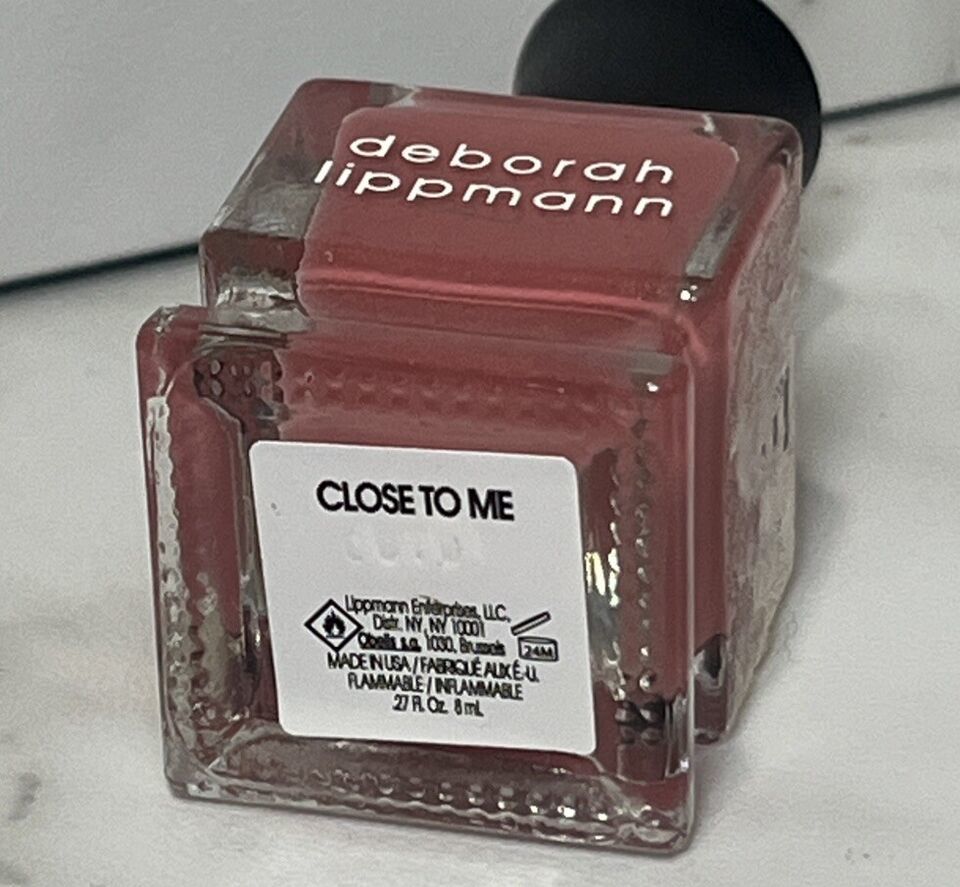 deborah
lippmann
CLOSE TO ME
Lippmann Enterprises, LLC,
Distr. NY, NY 10001
Obelis s.a. 1030, Brussels
24M
MADE IN USA / FABRIQUÉ AUX É-U.
FLAMMABLE / INFLAMMABLE
.27 Fl. Oz. 8 mL